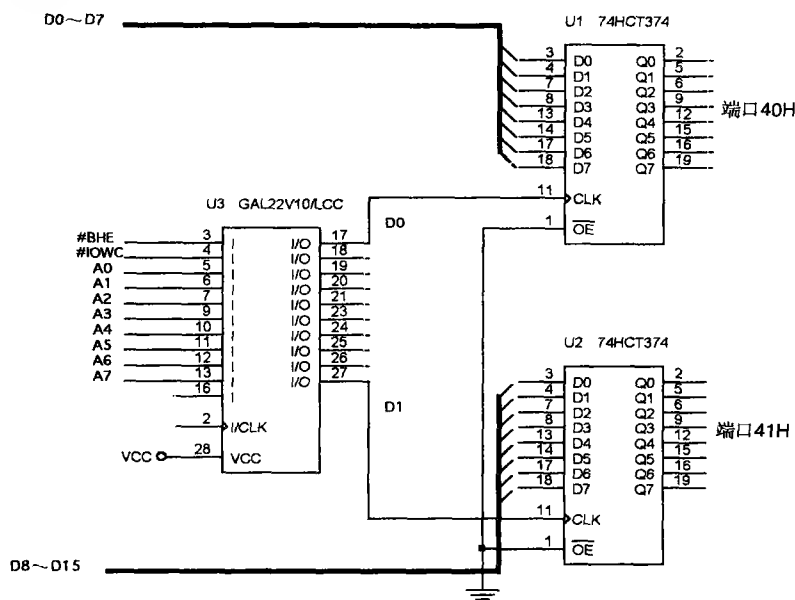 D0～D7
U1 74HCT374
3 D0 Q0 2
4 D1 Q1 5
7 D2 Q2 6
8 D3 Q3 9
13 D4 Q4 12
14 D5 Q5 15
17 D6 Q6 16
18 D7 Q7 19
端口40H
11 CLK
1 OE
U3 GAL22V10/LCC
D0
#BHE 3 I I/O 17
#IOWC 4 I I/O 18
A0 5 I I/O 19
A1 6 I I/O 20
A2 7 I I/O 21
A3 9 I I/O 23
A4 10 I I/O 24
A5 11 I I/O 25
A6 12 I I/O 26
A7 13 I I/O 27
16 I
2 I/CLK
VCC 28 VCC
D1
U2 74HCT374
3 D0 Q0 2
4 D1 Q1 5
7 D2 Q2 6
8 D3 Q3 9
13 D4 Q4 12
14 D5 Q5 15
17 D6 Q6 16
18 D7 Q7 19
端口41H
11 CLK
1 OE
D8～D15